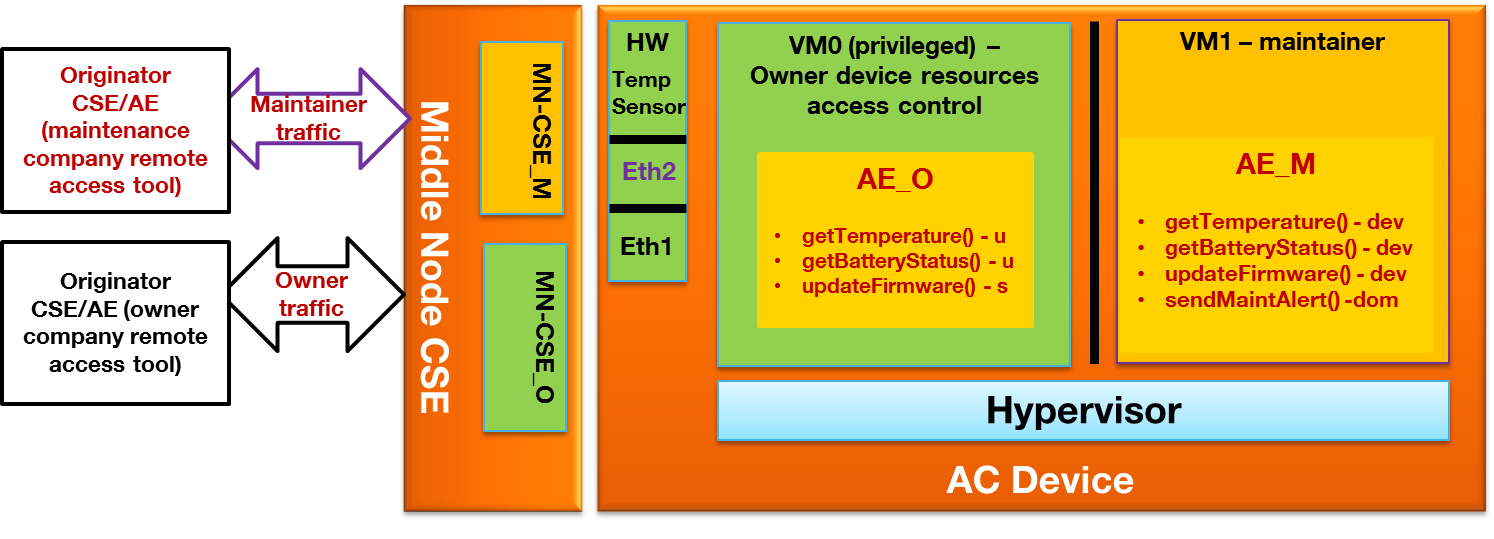 Originator
CSE/AE
(maintenance
company remote
access tool)
Maintainer
traffic
Originator
CSE/AE (owner
company remote
access tool)
Owner
traffic
Middle Node CSE
MN-CSE_M
MN-CSE_O
HW
Temp
Sensor
Eth2
Eth1
VM0 (privileged) –
Owner device resources
access control
AE_O
• getTemperature() - u
• getBatteryStatus() - u
• updateFirmware() - s
VM1 – maintainer
AE_M
• getTemperature() - dev
• getBatteryStatus() - dev
• updateFirmware() - dev
• sendMaintAlert() -dom
Hypervisor
AC Device